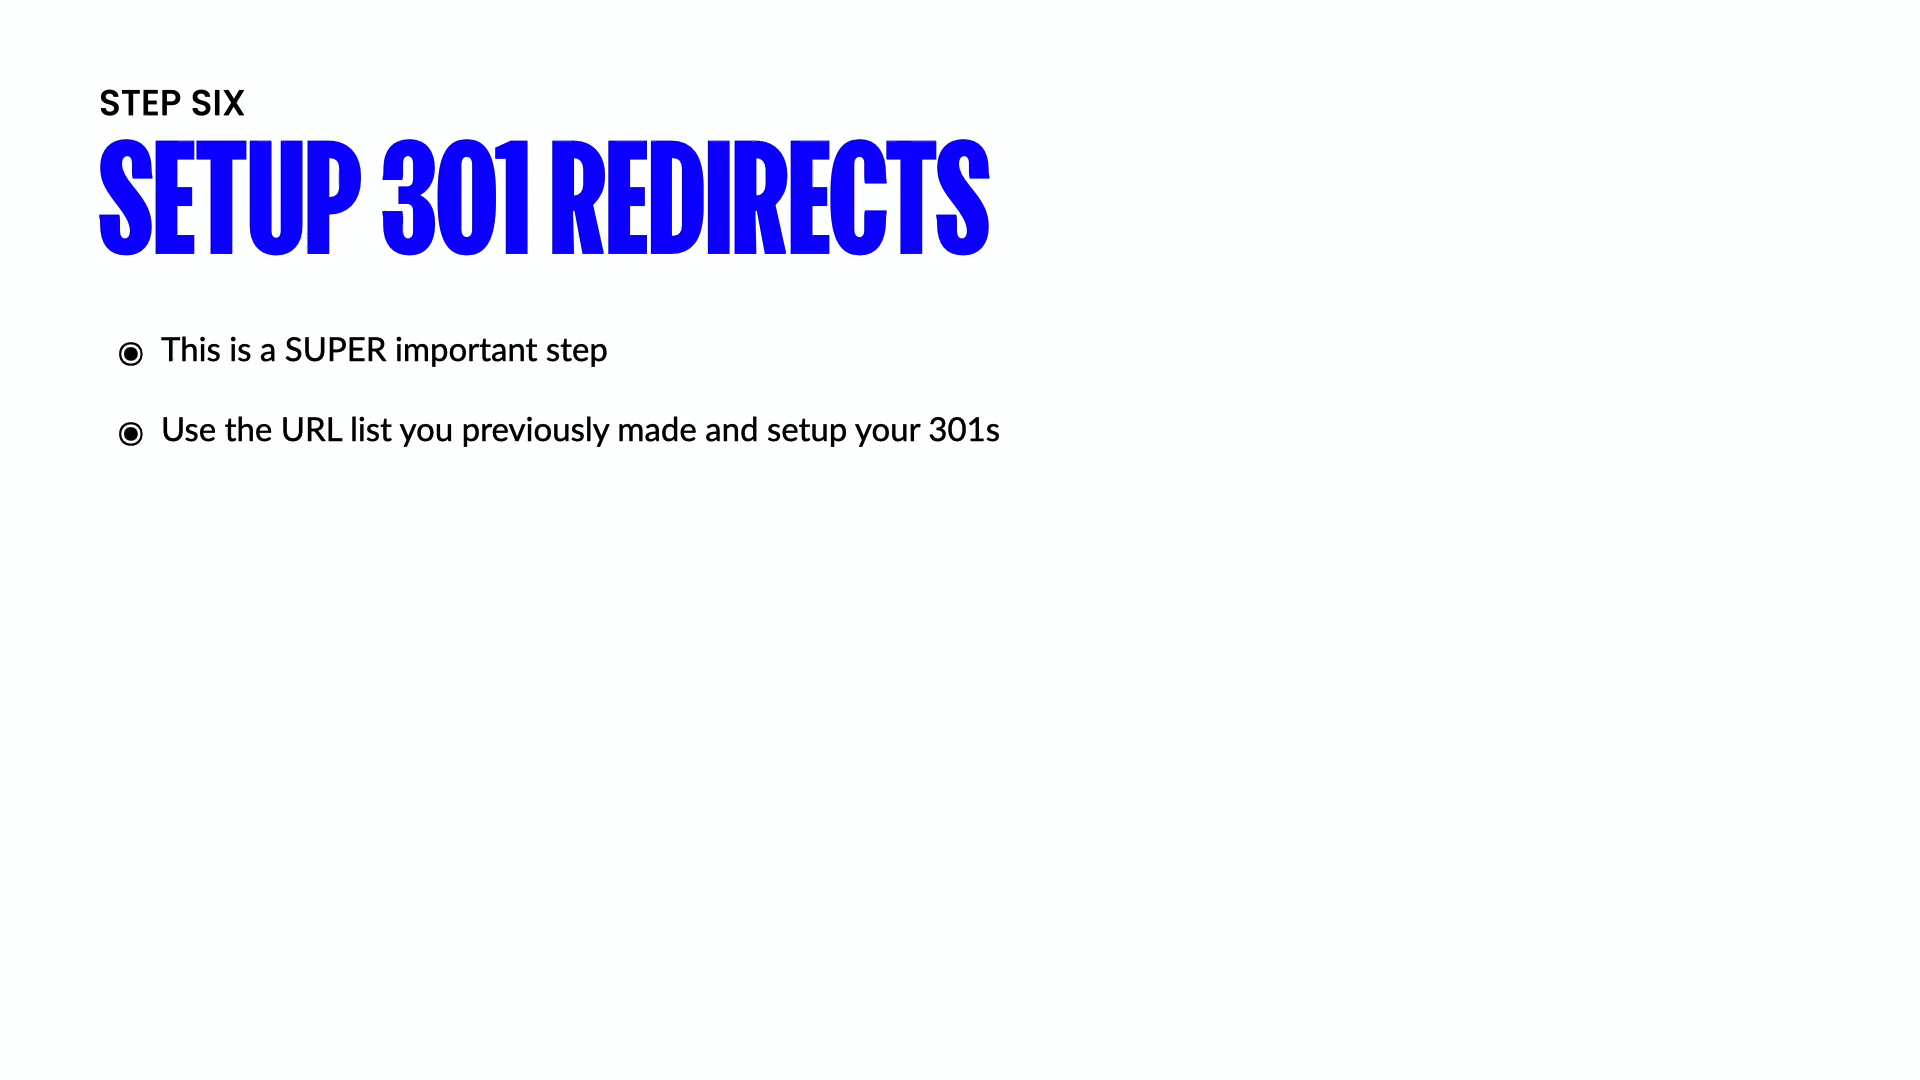 STEP SIX
SETUP 301 REDIRECTS
◉ This is a SUPER important step
◉ Use the URL list you previously made and setup your 301s